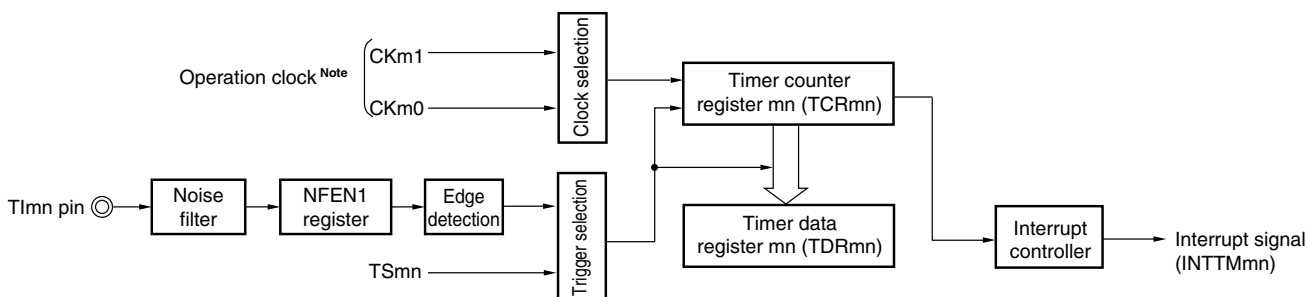 Operation clock Note
CKm1
CKm0
Clock selection
Timer counter
register mn (TCRmn)
TImn pin
Noise
filter
NFEN1
register
Edge
detection
TSmn
Trigger selection
Timer data
register mn (TDRmn)
Interrupt
controller
Interrupt signal
(INTTMmn)